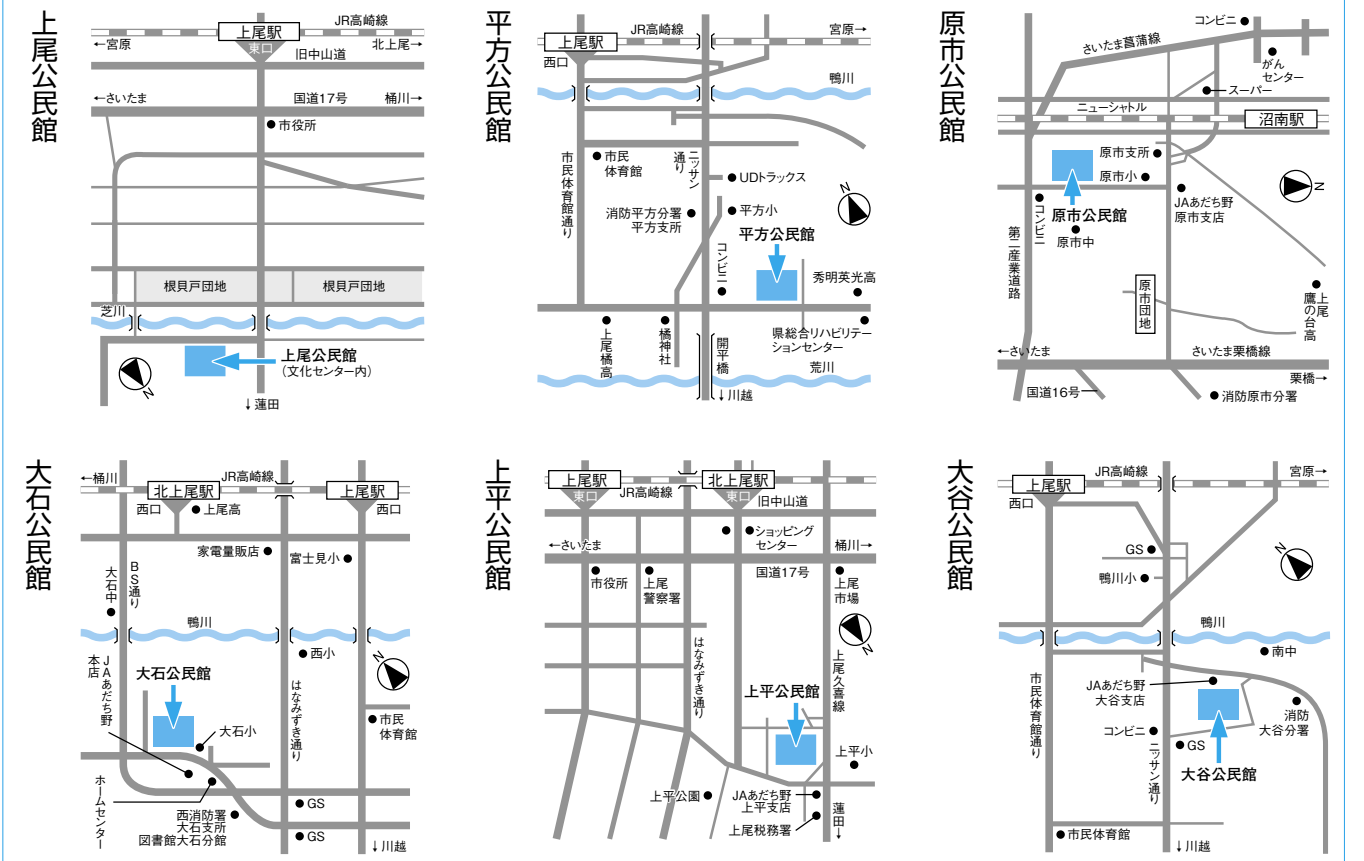 上尾公民館
JR高崎線
上尾駅
東口
←宮原
北上尾→
旧中山道
←さいたま
国道17号
桶川→
市役所
根貝戸団地
根貝戸団地
芝川
上尾公民館
(文化センター内)
N
↓蓮田
平方公民館
JR高崎線
宮原→
上尾駅
西口
鴨川
市民体育館通り
市民
体育館
ニッサン
通り
UDトラックス
消防平方分署
平方支所
平方小
N
平方公民館
コンビニ
秀明英光高
上尾橘高
橘神社
県総合リハビリテー
ションセンター
開平橋
荒川
↓川越
原市公民館
コンビニ
さいたま菖蒲線
がん
センター
スーパー
ニューシャトル
沼南駅
原市支所
原市小
N
コンビニ
原市公民館
原市中
JAあだち野
原市支店
第二産業道路
原市団地
上尾
鷹の台高
←さいたま
さいたま栗橋線
栗橋→
国道16号
消防原市分署
大石公民館
←桶川
JR高崎線
北上尾駅
上尾駅
西口
上尾高
西口
家電量販店
富士見小
BS通り
大石中
鴨川
西小
N
JAあだち野
本店
大石公民館
はなみずき通り
大石小
市民
体育館
ホームセンター
西消防署
大石支所
図書館大石分館
GS
GS
↓川越
上平公民館
上尾駅
東口
JR高崎線
北上尾駅
東口
旧中山道
ショッピング
センター
←さいたま
桶川→
国道17号
市役所
上尾
警察署
上尾
市場
N
はなみずき通り
上尾久喜線
上平公民館
上平小
上平公園
JAあだち野
上平支店
上尾税務署
蓮田↓
大谷公民館
JR高崎線
宮原→
上尾駅
西口
GS
鴨川小
N
鴨川
南中
市民体育館通り
JAあだち野
大谷支店
消防
大谷分署
コンビニ
GS
ニッサン通り
大谷公民館
市民体育館
↓川越